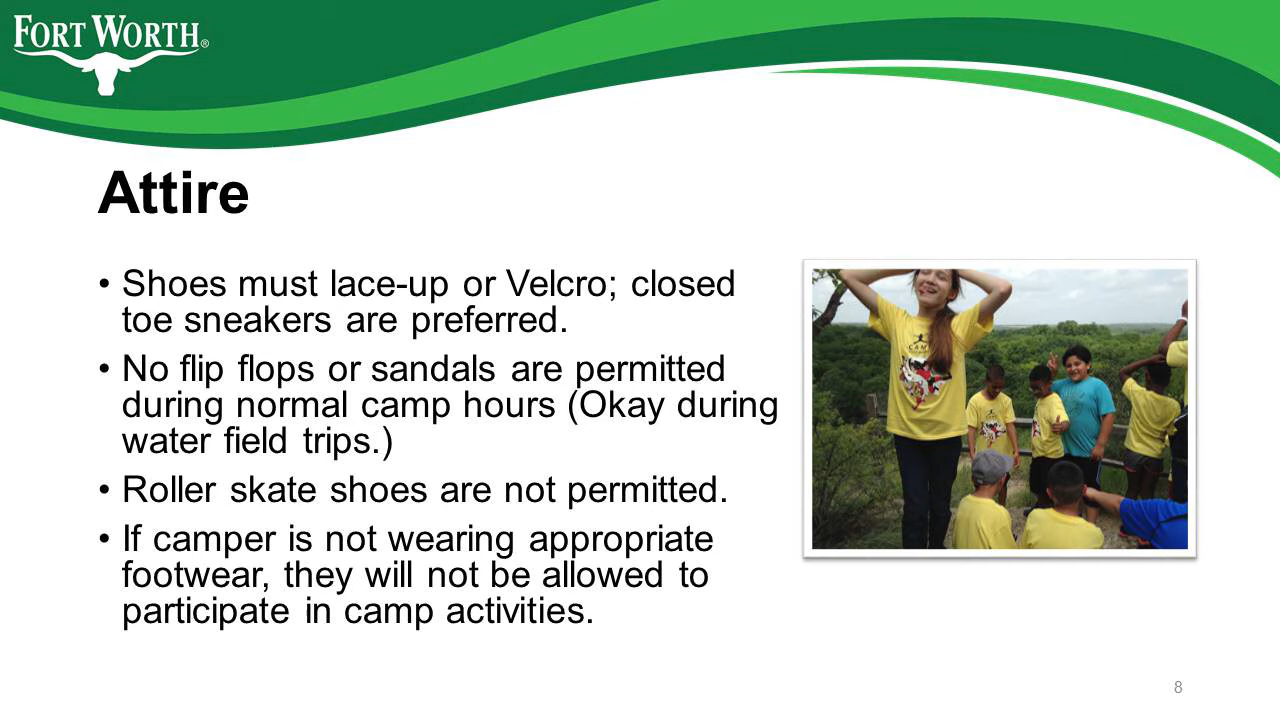 FORT WORTH®
Attire
• Shoes must lace-up or Velcro; closed
toe sneakers are preferred.
• No flip flops or sandals are permitted
during normal camp hours (Okay during
water field trips.)
• Roller skate shoes are not permitted.
• If camper is not wearing appropriate
footwear, they will not be allowed to
participate in camp activities.
CAMP
8